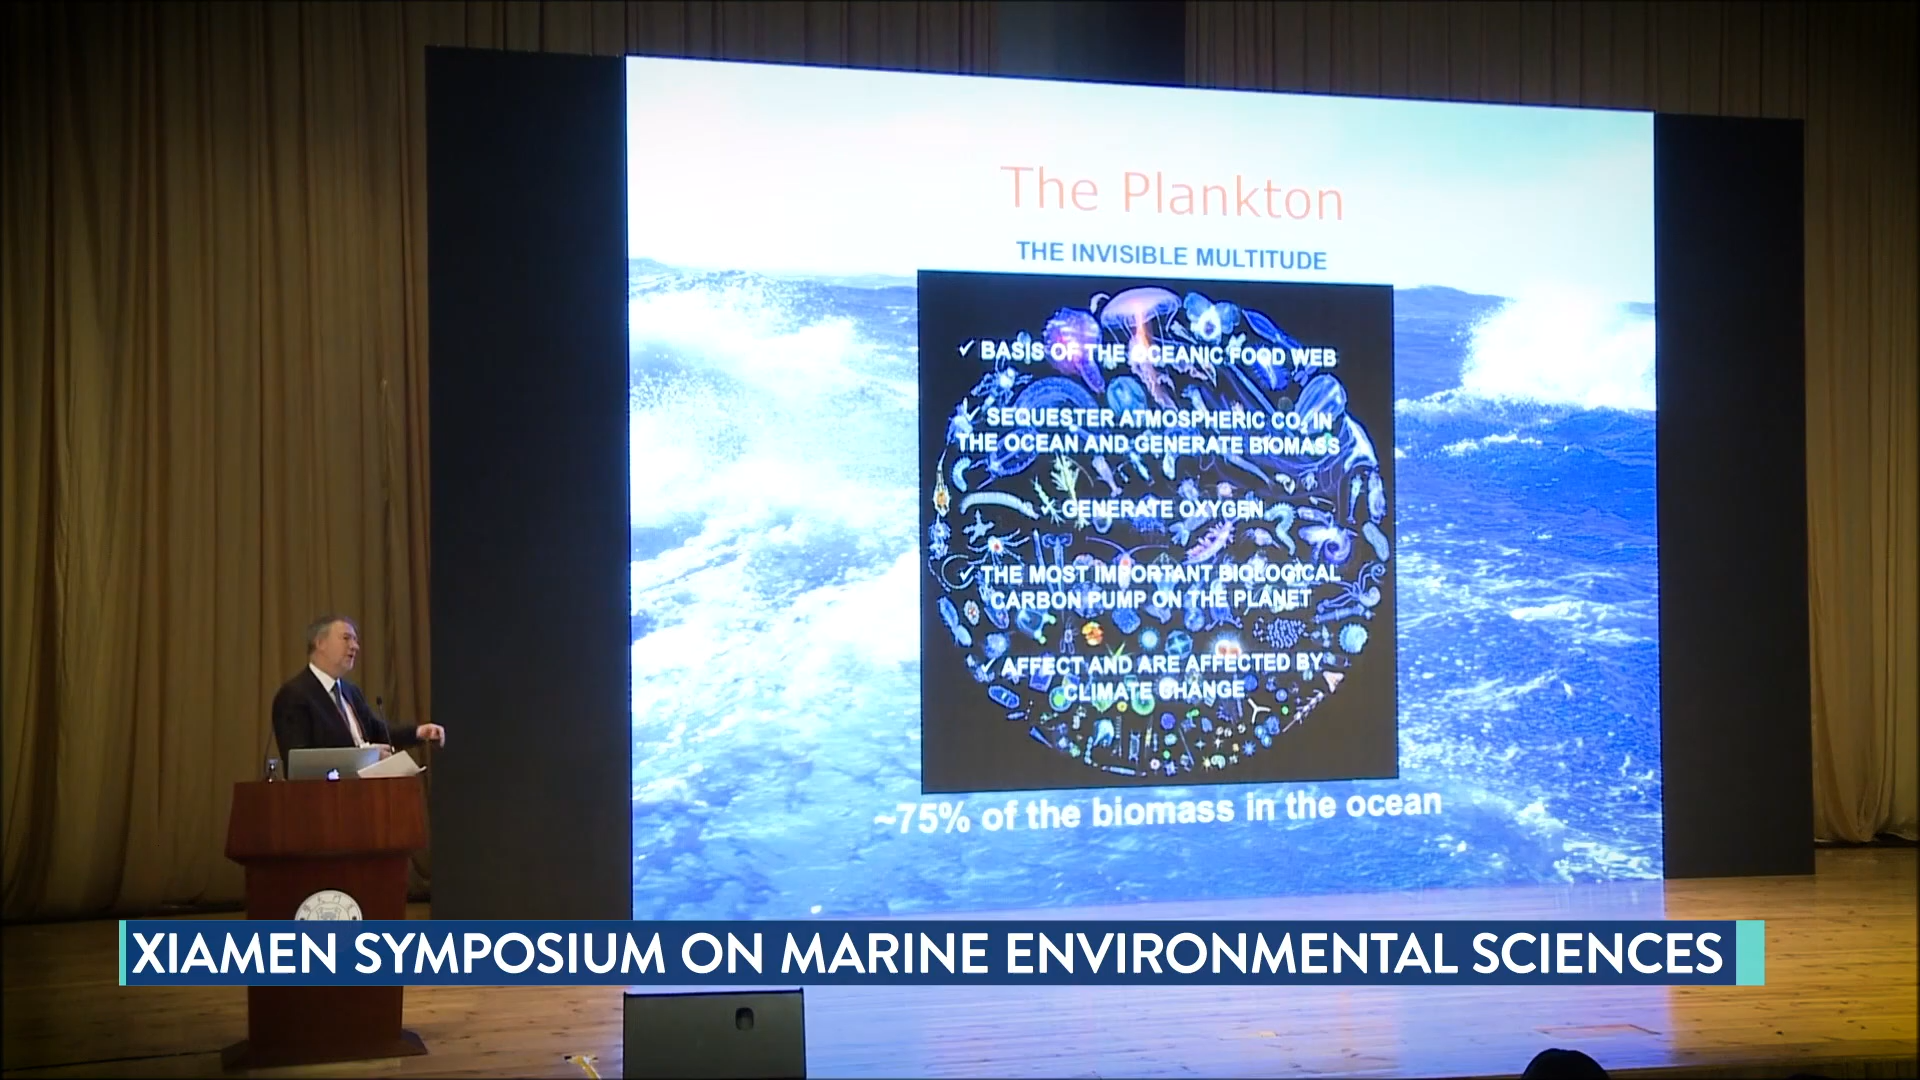 The Plankton
THE INVISIBLE MULTITUDE
✓ BASIS OF THE OCEANIC FOOD WEB
✓ SEQUESTER ATMOSPHERIC CO₂ IN
THE OCEAN AND GENERATE BIOMASS
✓ GENERATE OXYGEN
✓ THE MOST IMPORTANT BIOLOGICAL
CARBON PUMP ON THE PLANET
✓ AFFECT AND ARE AFFECTED BY
CLIMATE CHANGE
~75% of the biomass in the ocean
XIAMEN SYMPOSIUM ON MARINE ENVIRONMENTAL SCIENCES